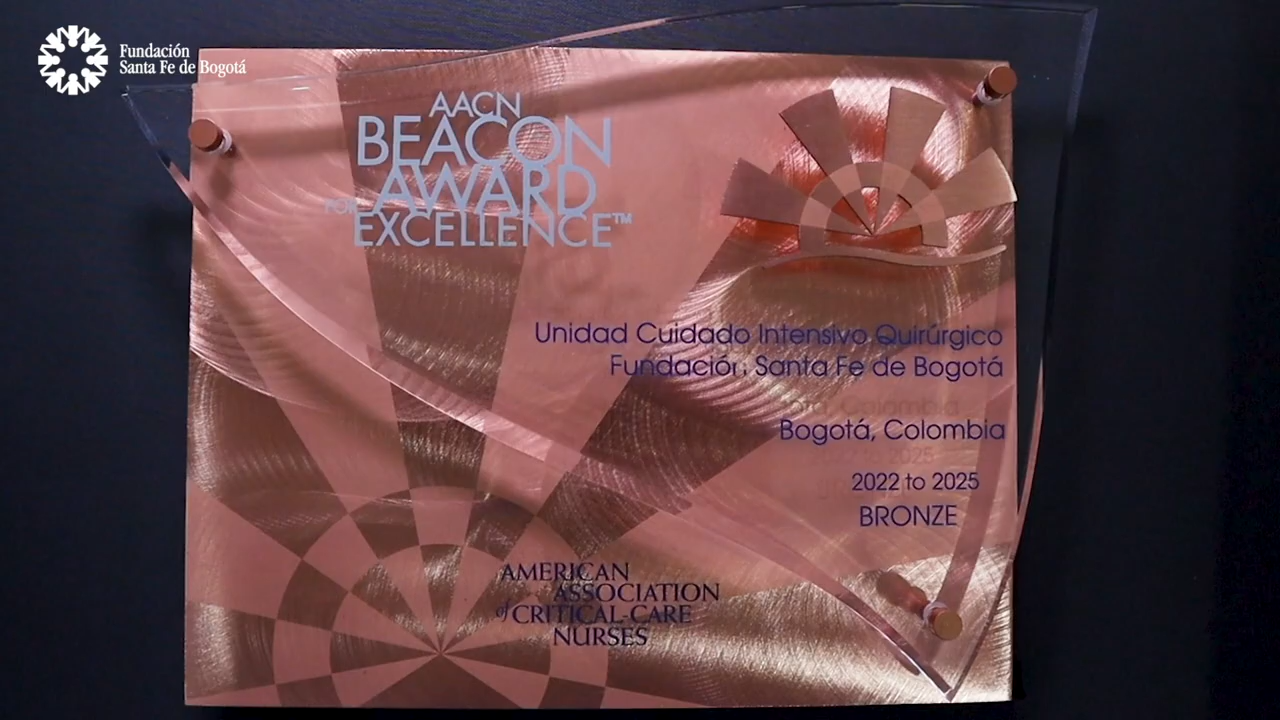 Fundación
Santa Fe de Bogotá
AACN
BEACON
AWARD
FOR EXCELLENCE™
Unidad Cuidado Intensivo Quirúrgico
Fundación Santa Fe de Bogotá
Bogotá, Colombia
2022 to 2025
BRONZE
AMERICAN
ASSOCIATION
of CRITICAL-CARE
NURSES